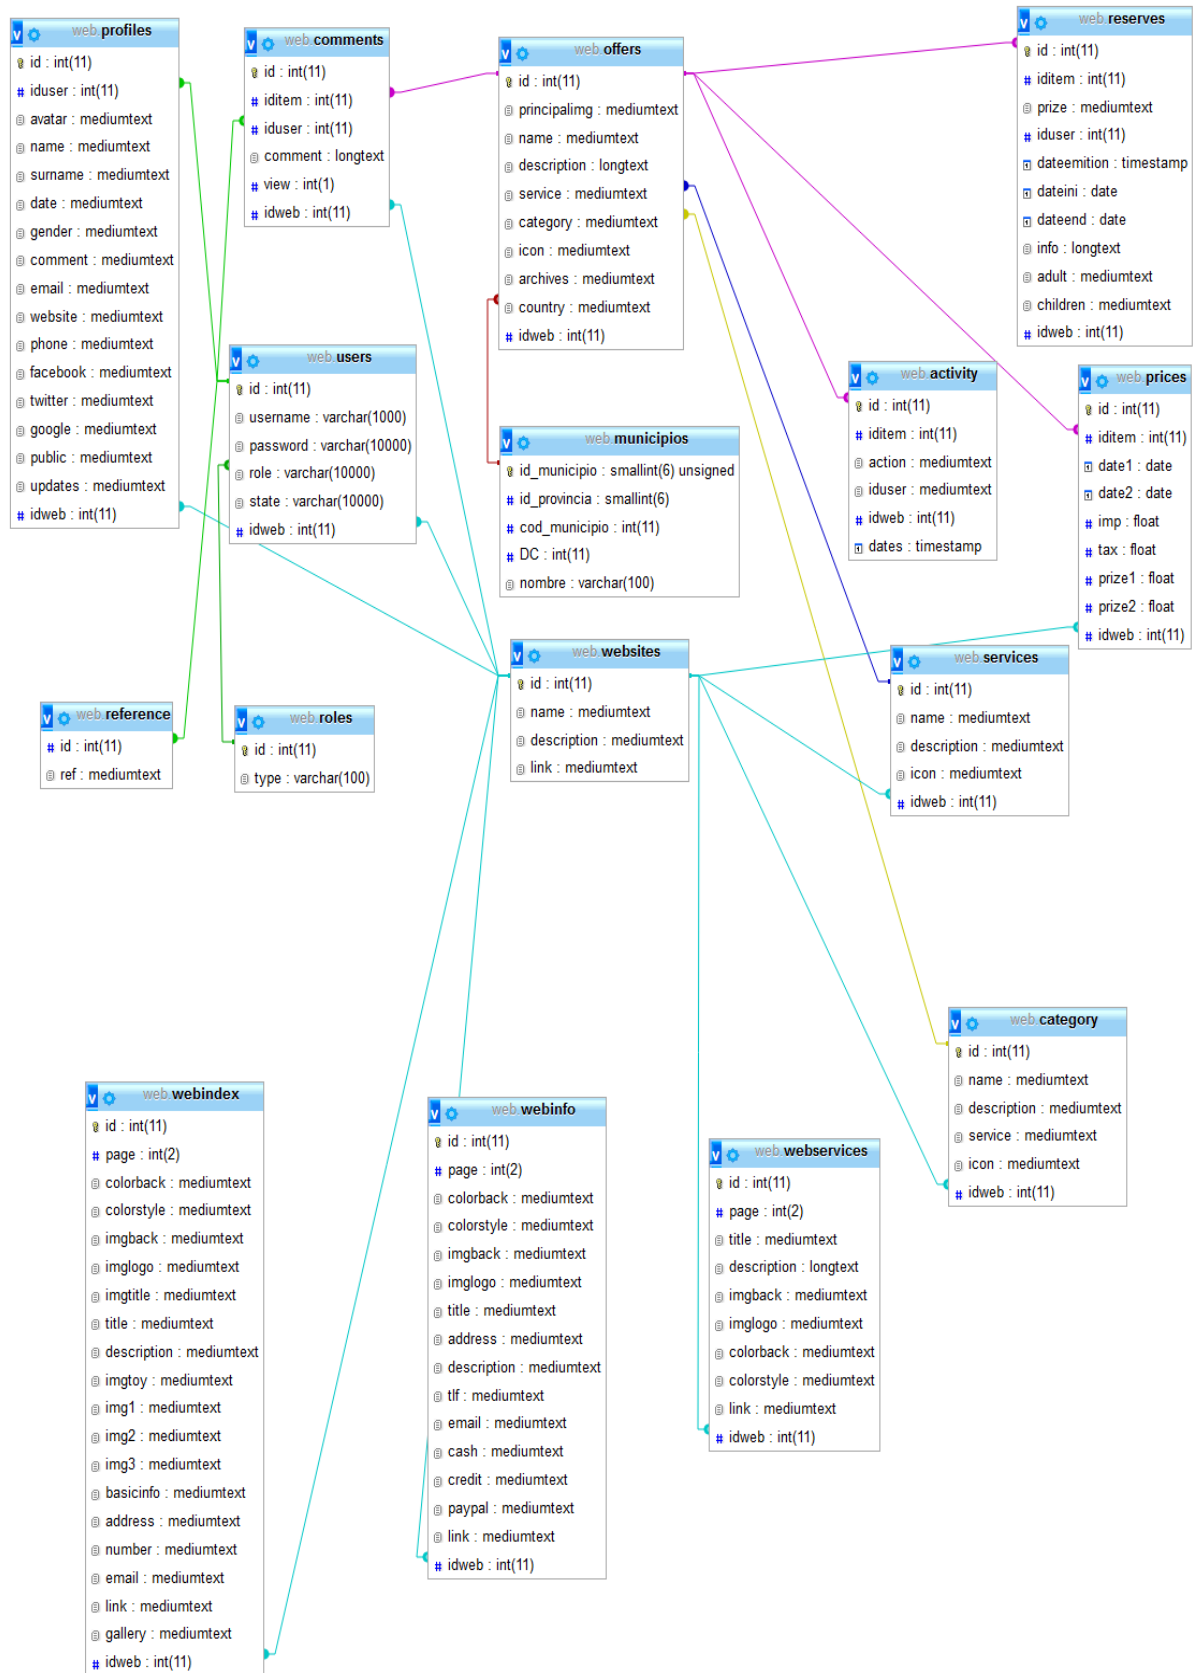 web.profiles
id : int(11)
iduser : int(11)
avatar : mediumtext
name : mediumtext
surname : mediumtext
date : mediumtext
gender : mediumtext
comment : mediumtext
email : mediumtext
website : mediumtext
phone : mediumtext
facebook : mediumtext
twitter : mediumtext
google : mediumtext
public : mediumtext
updates : mediumtext
idweb : int(11)
web.comments
id : int(11)
iditem : int(11)
iduser : int(11)
comment : longtext
view : int(1)
idweb : int(11)
web.offers
id : int(11)
principalimg : mediumtext
name : mediumtext
description : longtext
service : mediumtext
category : mediumtext
icon : mediumtext
archives : mediumtext
country : mediumtext
idweb : int(11)
web.reserves
id : int(11)
iditem : int(11)
prize : mediumtext
iduser : int(11)
dateemition : timestamp
dateini : date
dateend : date
info : longtext
adult : mediumtext
children : mediumtext
idweb : int(11)
web.users
id : int(11)
username : varchar(1000)
password : varchar(10000)
role : varchar(10000)
state : varchar(10000)
idweb : int(11)
web.municipios
id_municipio : smallint(6) unsigned
id_provincia : smallint(6)
cod_municipio : int(11)
DC : int(11)
nombre : varchar(100)
web.activity
id : int(11)
iditem : int(11)
action : mediumtext
iduser : mediumtext
idweb : int(11)
dates : timestamp
web.prices
id : int(11)
iditem : int(11)
date1 : date
date2 : date
imp : float
tax : float
prize1 : float
prize2 : float
idweb : int(11)
web.reference
id : int(11)
ref : mediumtext
web.roles
id : int(11)
type : varchar(100)
web.websites
id : int(11)
name : mediumtext
description : mediumtext
link : mediumtext
web.services
id : int(11)
name : mediumtext
description : mediumtext
icon : mediumtext
idweb : int(11)
web.category
id : int(11)
name : mediumtext
description : mediumtext
service : mediumtext
icon : mediumtext
idweb : int(11)
web.webindex
id : int(11)
page : int(2)
colorback : mediumtext
colorstyle : mediumtext
imgback : mediumtext
imglogo : mediumtext
imgtitle : mediumtext
title : mediumtext
description : mediumtext
imgtoy : mediumtext
img1 : mediumtext
img2 : mediumtext
img3 : mediumtext
basicinfo : mediumtext
address : mediumtext
number : mediumtext
email : mediumtext
link : mediumtext
gallery : mediumtext
idweb : int(11)
web.webinfo
id : int(11)
page : int(2)
colorback : mediumtext
colorstyle : mediumtext
imgback : mediumtext
imglogo : mediumtext
title : mediumtext
address : mediumtext
description : mediumtext
tlf : mediumtext
email : mediumtext
cash : mediumtext
credit : mediumtext
paypal : mediumtext
link : mediumtext
idweb : int(11)
web.webservices
id : int(11)
page : int(2)
title : mediumtext
description : longtext
imgback : mediumtext
imglogo : mediumtext
colorback : mediumtext
colorstyle : mediumtext
link : mediumtext
idweb : int(11)